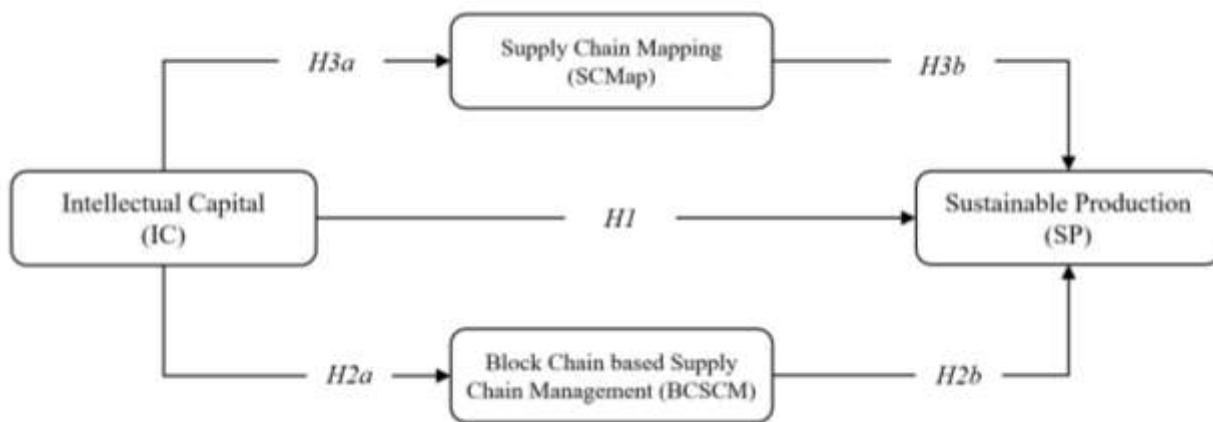 Supply Chain Mapping
(SCMap)
H3a
H3b
Intellectual Capital
(IC)
H1
Sustainable Production
(SP)
Block Chain based Supply
Chain Management (BCSCM)
H2a
H2b